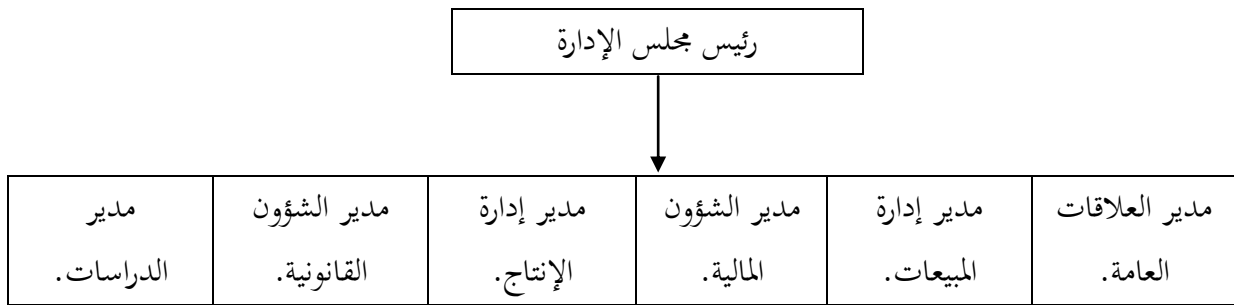 رئيس مجلس الإدارة
مدير العلاقات العامة.
مدير إدارة المبيعات.
مدير الشؤون المالية.
مدير إدارة الإنتاج.
مدير الشؤون القانونية.
مدير الدراسات.